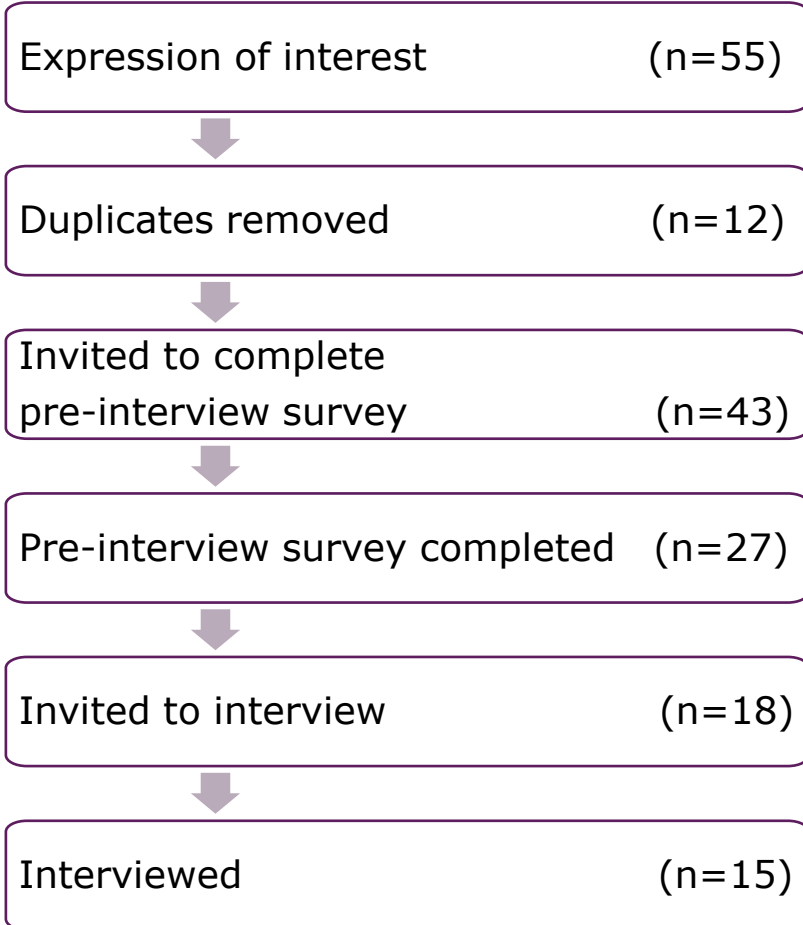 Expression of interest (n=55)
Duplicates removed (n=12)
Invited to complete
pre-interview survey (n=43)
Pre-interview survey completed (n=27)
Invited to interview (n=18)
Interviewed (n=15)